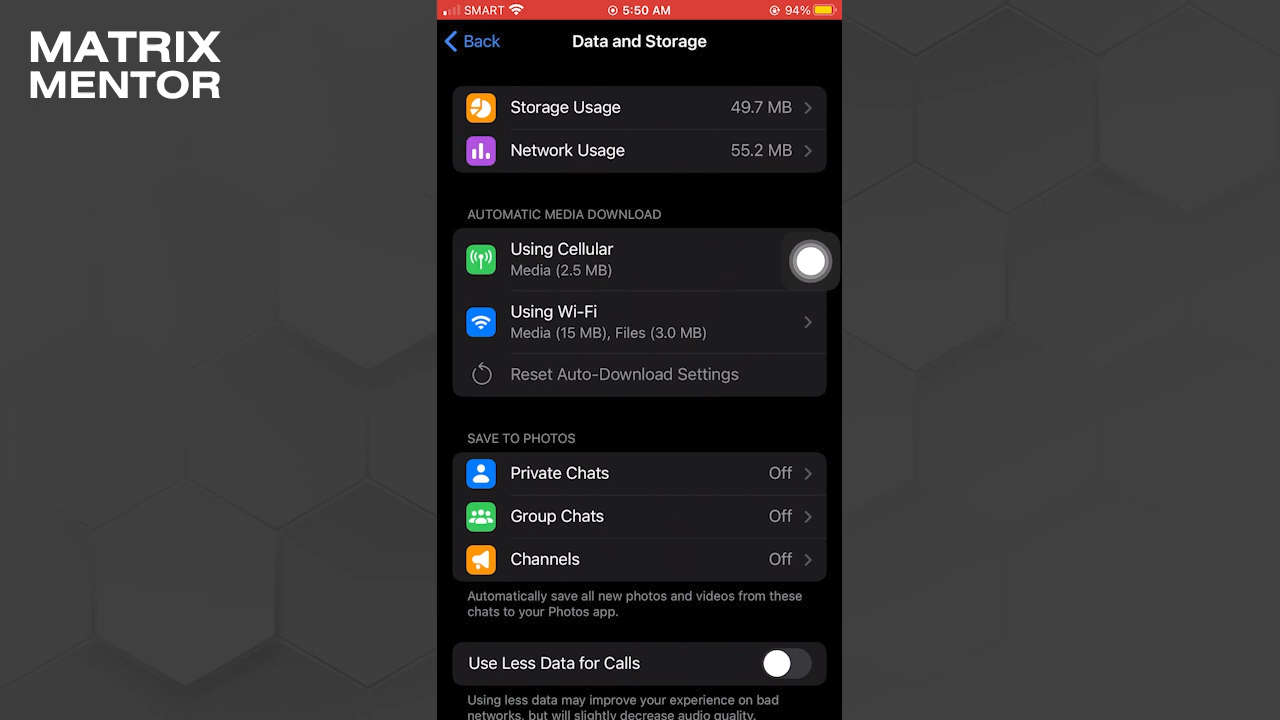 MATRIX
MENTOR
SMART 5:50 AM 94%
Back Data and Storage
Storage Usage 49.7 MB
Network Usage 55.2 MB
AUTOMATIC MEDIA DOWNLOAD
Using Cellular
Media (2.5 MB)
Using Wi-Fi
Media (15 MB), Files (3.0 MB)
Reset Auto-Download Settings
SAVE TO PHOTOS
Private Chats Off
Group Chats Off
Channels Off
Automatically save all new photos and videos from these
chats to your Photos app.
Use Less Data for Calls
Using less data may improve your experience on bad
networks, but will slightly decrease audio quality.